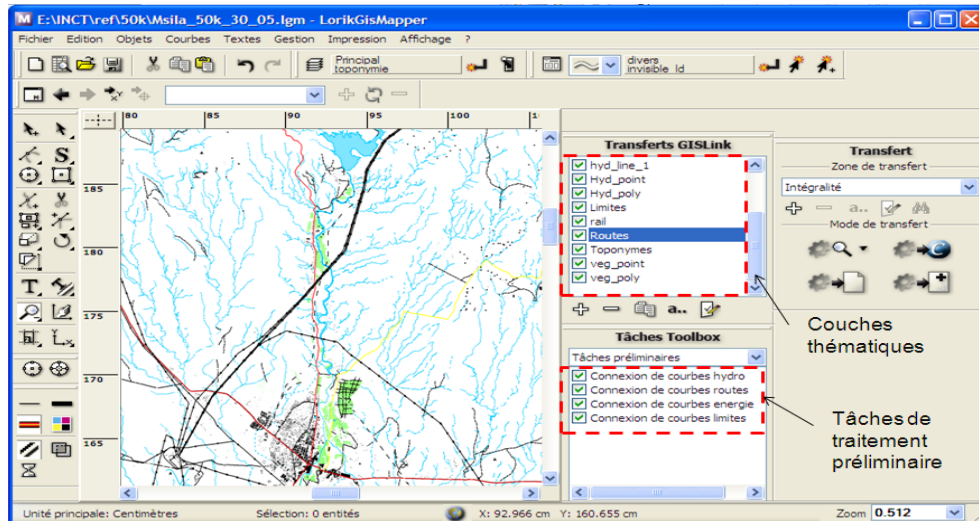 E:\INCT\ref\50k\Msila_50k_30_05.lgm - LorikGisMapper
Fichier Edition Objets Courbes Textes Gestion Impression Affichage ?
Principal
toponymie
divers
invisible Id
80 85 90 95 100 10
185
180
175
170
165
Transferts GISLink
hyd_line_1
Hyd_point
Hyd_poly
Limites
rail
Routes
Toponymes
veg_point
veg_poly
a..
Tâches Toolbox
Tâches préliminaires
Connexion de courbes hydro
Connexion de courbes routes
Connexion de courbes energie
Connexion de courbes limites
Transfert
Zone de transfert
Intégralité
a..
Mode de transfert
Couches
thématiques
Tâches de
traitement
préliminaire
Unité principale: Centimètres Sélection: 0 entités X: 92.966 cm Y: 160.655 cm Zoom 0.512